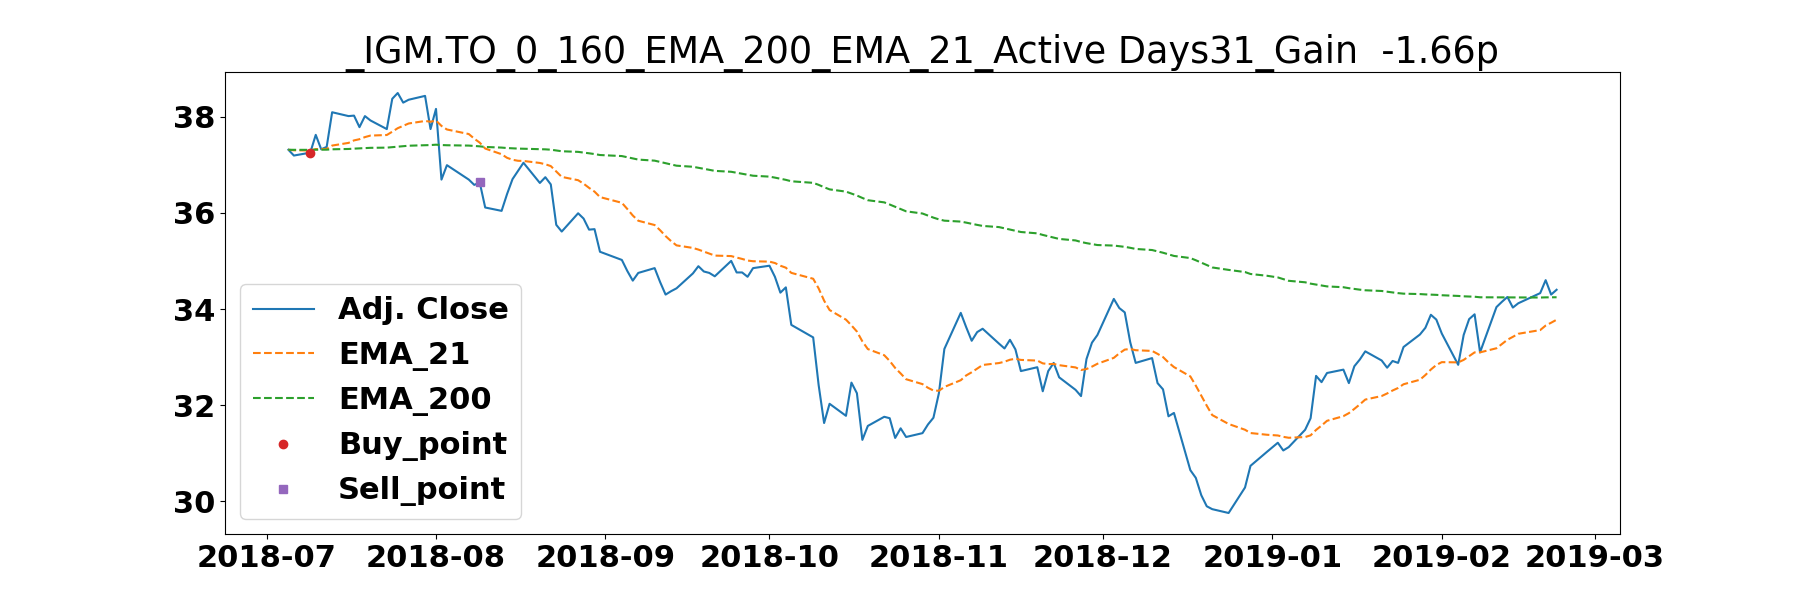 _IGM.TO_0_160_EMA_200_EMA_21_Active Days31_Gain  -1.66p
38
36
34
32
30
Adj. Close
EMA_21
EMA_200
Buy_point
Sell_point
2018-07 2018-08 2018-09 2018-10 2018-11 2018-12 2019-01 2019-02 2019-03